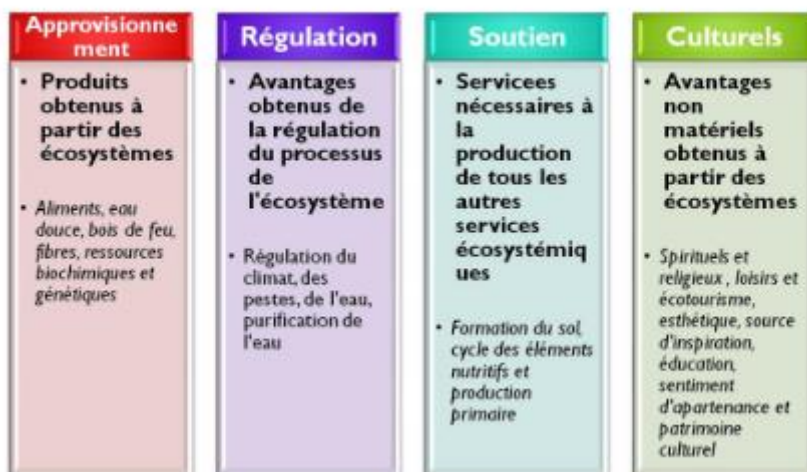 Approvisionne
ment
• Produits
obtenus à
partir des
écosystèmes
• Aliments, eau
douce, bois de feu,
fibres, ressources
biochimiques et
génétiques
Régulation
• Avantages
obtenus de
la régulation
du processus
de
l'écosystème
• Régulation du
climat, des
pestes, de l'eau,
purification de
l'eau
Soutien
• Servicees
nécessaires à
la
production
de tous les
autres
services
écosystémiq
ues
• Formation du sol,
cycle des éléments
nutritifs et
production
primaire
Culturels
• Avantages
non
matériels
obtenus à
partir des
écosystèmes
• Spirituels et
religieux , loisirs et
écotourisme,
esthétique, source
d'inspiration,
éducation,
sentiment
d'apartenance et
patrimoine
culturel